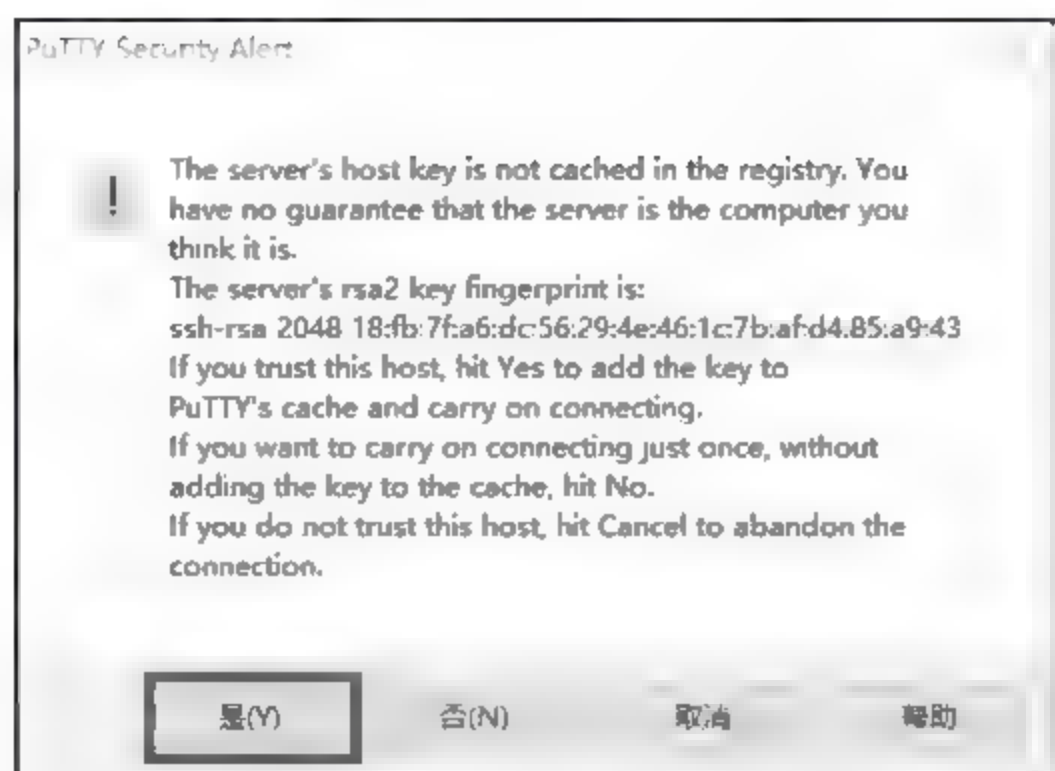 PuTTY Security Alert
The server's host key is not cached in the registry. You
have no guarantee that the server is the computer you
think it is.
The server's rsa2 key fingerprint is:
ssh-rsa 2048 18:fb:7f:a6:dc:56:29:4e:46:1c:7b:af:d4:85:a9:43
If you trust this host, hit Yes to add the key to
PuTTY's cache and carry on connecting.
If you want to carry on connecting just once, without
adding the key to the cache, hit No.
If you do not trust this host, hit Cancel to abandon the
connection.
是(Y) 否(N) 取消 幫助